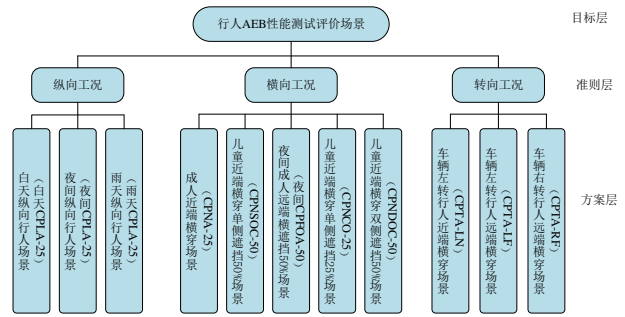 行人AEB性能测试评价场景
目标层
纵向工况
横向工况
转向工况
准则层
白天纵向行人场景
（白天CPLA-25）
夜间纵向行人场景
（夜间CPLA-25）
雨天纵向行人场景
（雨天CPLA-25）
成人近端横穿场景
（CPNA-25）
儿童近端横穿单侧遮挡50%场景
（CPNSOC-50）
夜间成人远端横遮挡50%场景
（夜间CPFOA-50）
儿童近端横穿遮挡25%场景
（CPNCO-25）
儿童近端横穿双侧遮挡50%场景
（CPNDOC-50）
车辆左转行人近端横穿场景
（CPTA-LN）
车辆左转行人远端横穿场景
（CPTA-LF）
车辆右转行人远端横穿场景
（CPTA-RF）
方案层